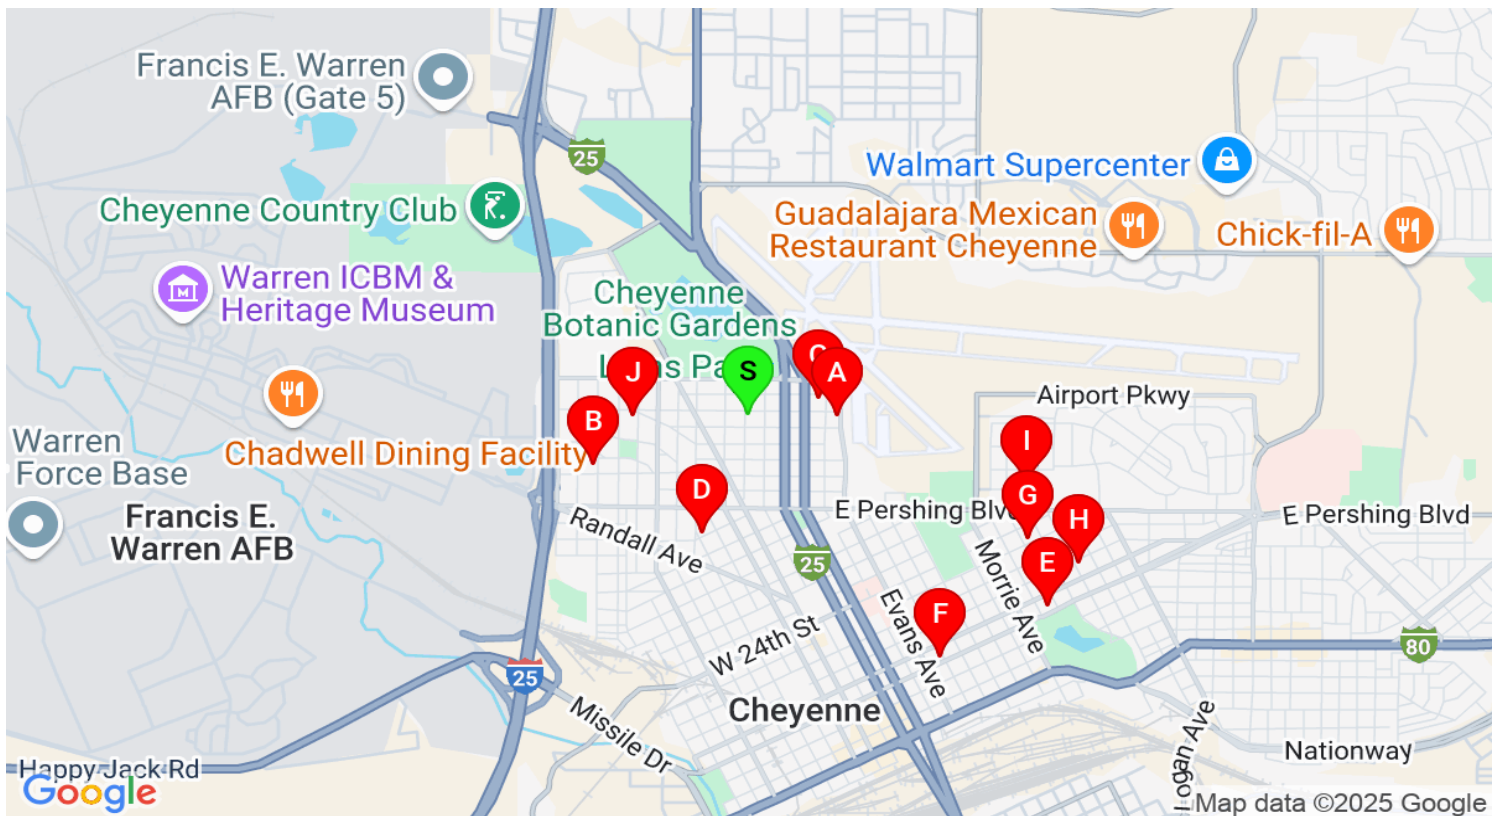 Francis E. Warren
AFB (Gate 5)
25
Walmart Supercenter
Cheyenne Country Club
Guadalajara Mexican
Restaurant Cheyenne
Chick-fil-A
Warren ICBM &
Heritage Museum
Cheyenne
Botanic Gardens
J
S
A
Airport Pkwy
B
I
Warren
Force Base
Chadwell Dining Facility
D
G
H
Francis E.
Warren AFB
Randall Ave
E Pershing Blvd
E Pershing Blvd
25
E
Morrie Ave
F
Evans Ave
W 24th St
80
25
Cheyenne
Missile Dr
Logan Ave
Nationway
Happy Jack Rd
Google
Map data ©2025 Google